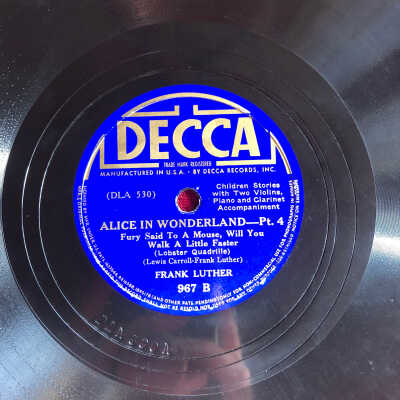 DECCA
TRADE MARK REGISTERED
MANUFACTURED IN U.S.A. · BY DECCA RECORDS, INC.
(DLA 530)
Children Stories
with Two Violins,
Piano and Clarinet
Accompaniment
ALICE IN WONDERLAND—Pt. 4
Fury Said To A Mouse, Will You
Walk A Little Faster
(Lobster Quadrille)
(Lewis Carroll-Frank Luther)
FRANK LUTHER
967 B